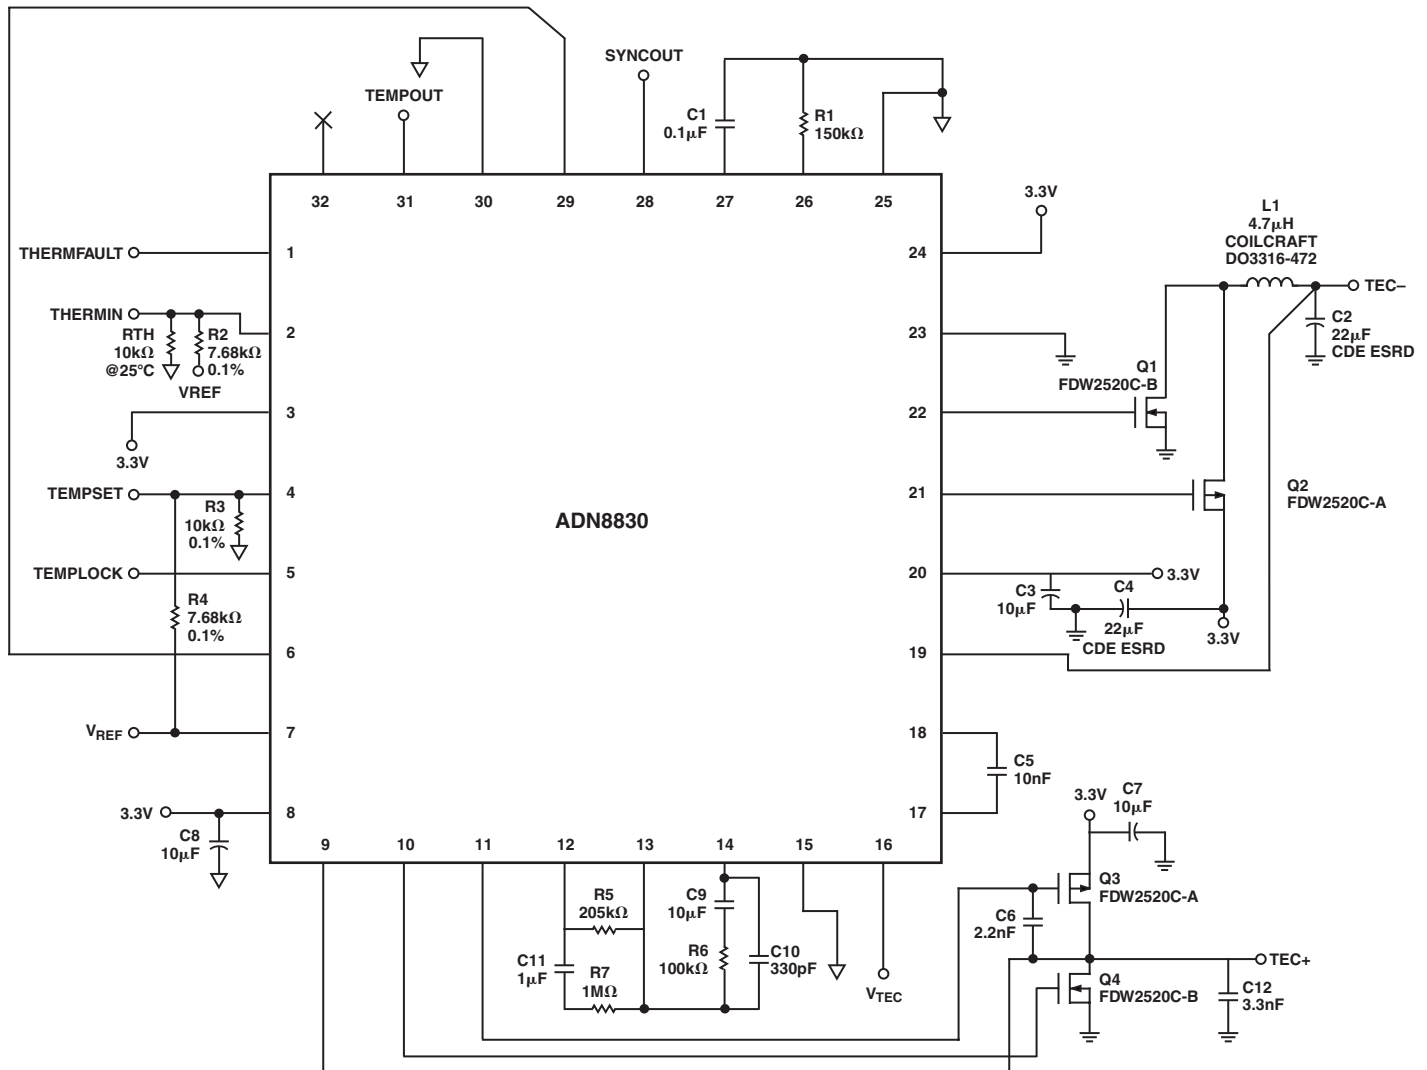 SYNCOUT
TEMPOUT
C1
0.1µF
R1
150kΩ
32
31
30
29
28
27
26
25
THERMFAULT
1
THERMIN
2
RTH
10kΩ
@25°C
R2
7.68kΩ
0.1%
VREF
3
3.3V
TEMPSET
4
R3
10kΩ
0.1%
TEMPLOCK
5
R4
7.68kΩ
0.1%
6
VREF
7
3.3V
8
C8
10µF
ADN8830
24
3.3V
L1
4.7µH
COILCRAFT
DO3316-472
TEC–
C2
22µF
CDE ESRD
23
Q1
FDW2520C-B
22
21
Q2
FDW2520C-A
20
3.3V
C3
10µF
C4
22µF
CDE ESRD
3.3V
19
18
C5
10nF
17
9
10
11
12
13
14
15
16
R5
205kΩ
C9
10µF
C11
1µF
R7
1MΩ
R6
100kΩ
C10
330pF
VTEC
3.3V
C7
10µF
Q3
FDW2520C-A
C6
2.2nF
TEC+
Q4
FDW2520C-B
C12
3.3nF